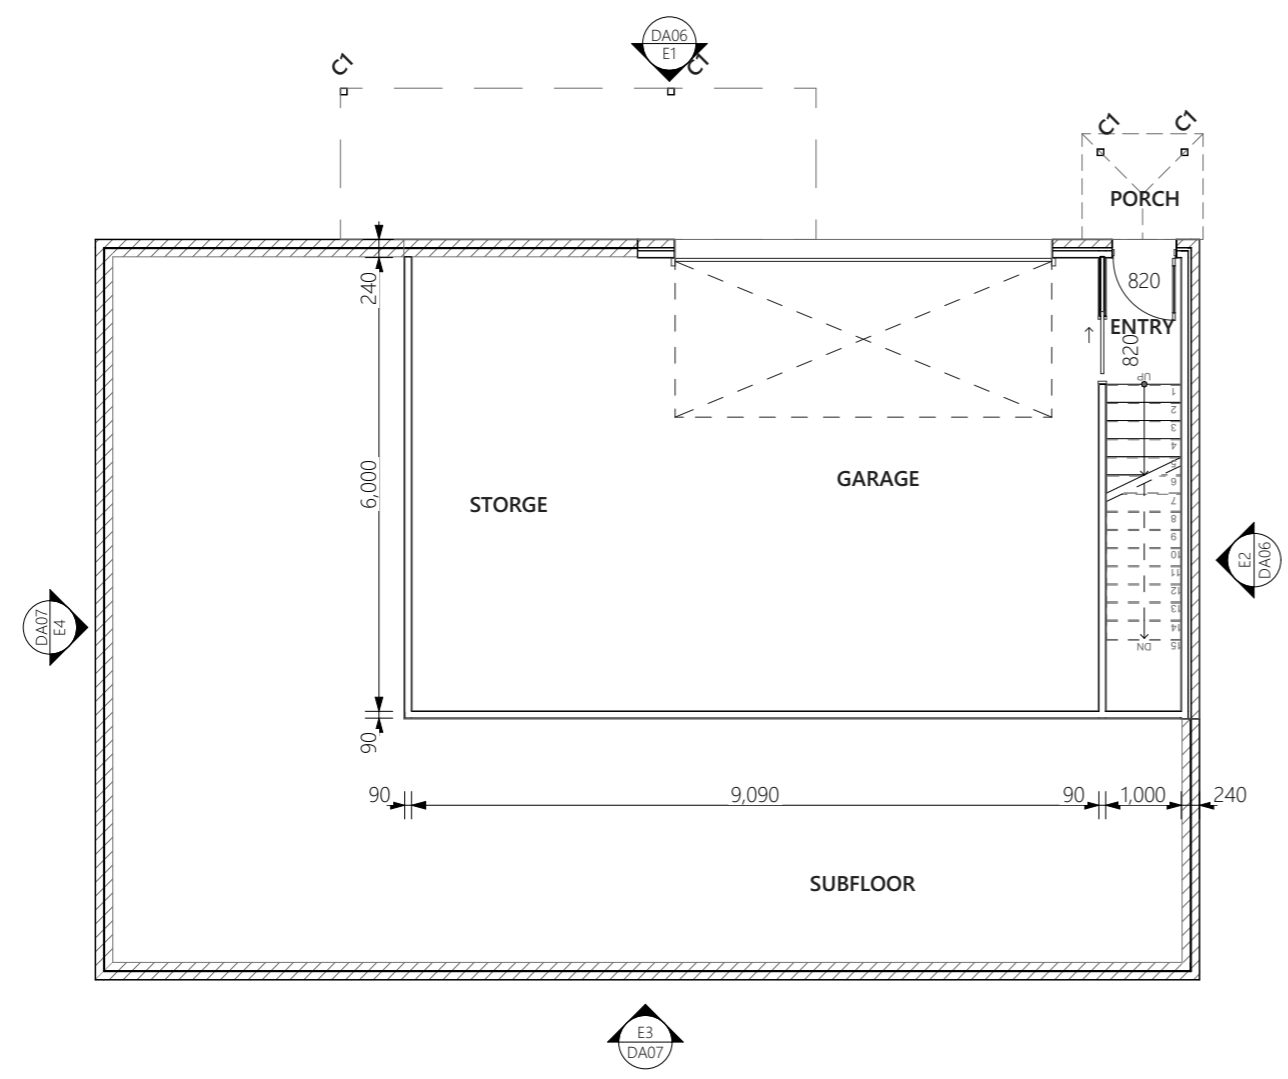 DA06
E1
C1
C1
C1
C1
PORCH
240
820
ENTRY
820
UP
1
2
3
4
5
6
7
8
9
10
11
12
13
14
15
DN
6,000
GARAGE
STORGE
E2
DA06
DA07
E4
90
90
9,090
90
1,000
240
SUBFLOOR
E3
DA07